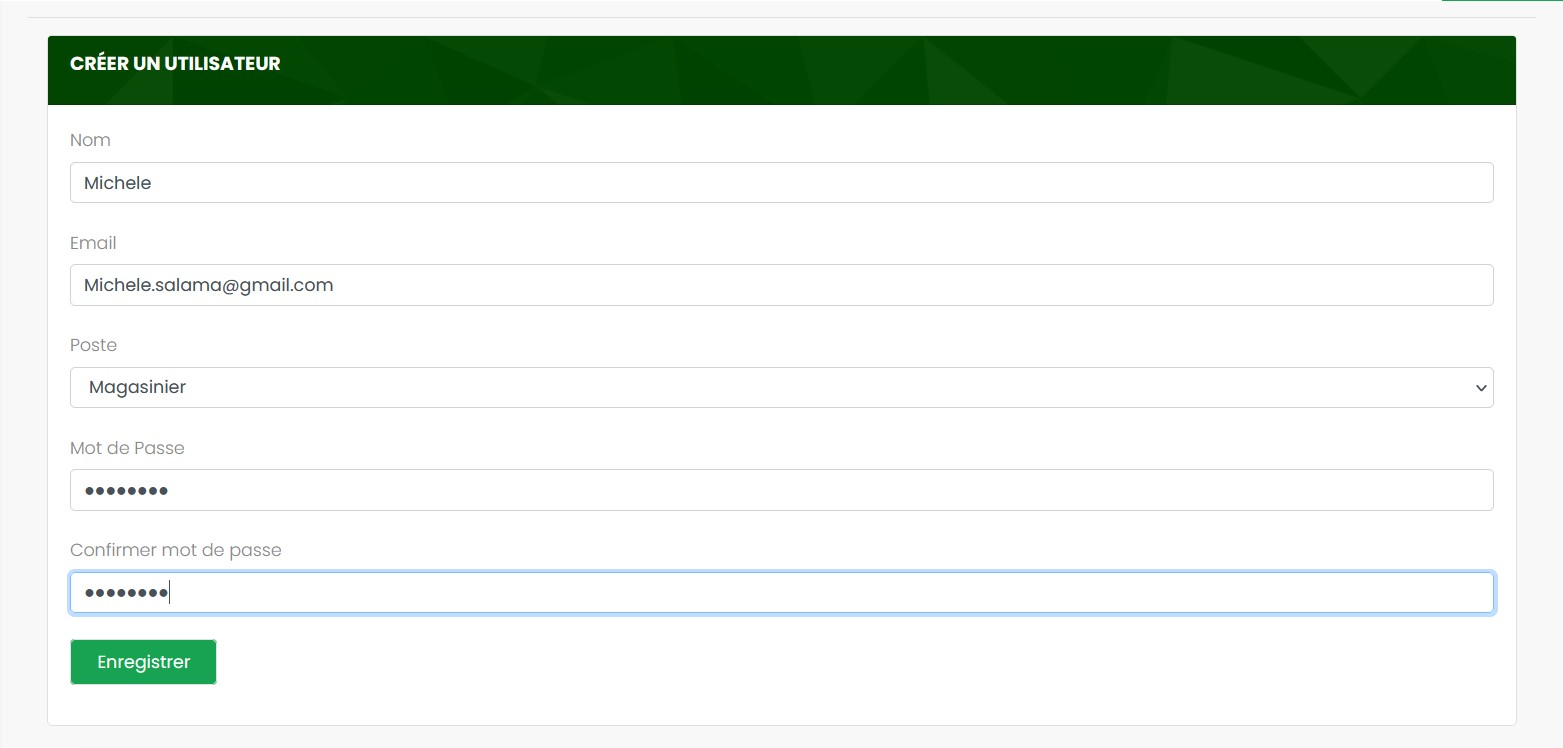 CRÉER UN UTILISATEUR
Nom
Michele
Email
Michele.salama@gmail.com
Poste
Magasinier
Mot de Passe
••••••••
Confirmer mot de passe
••••••••
Enregistrer